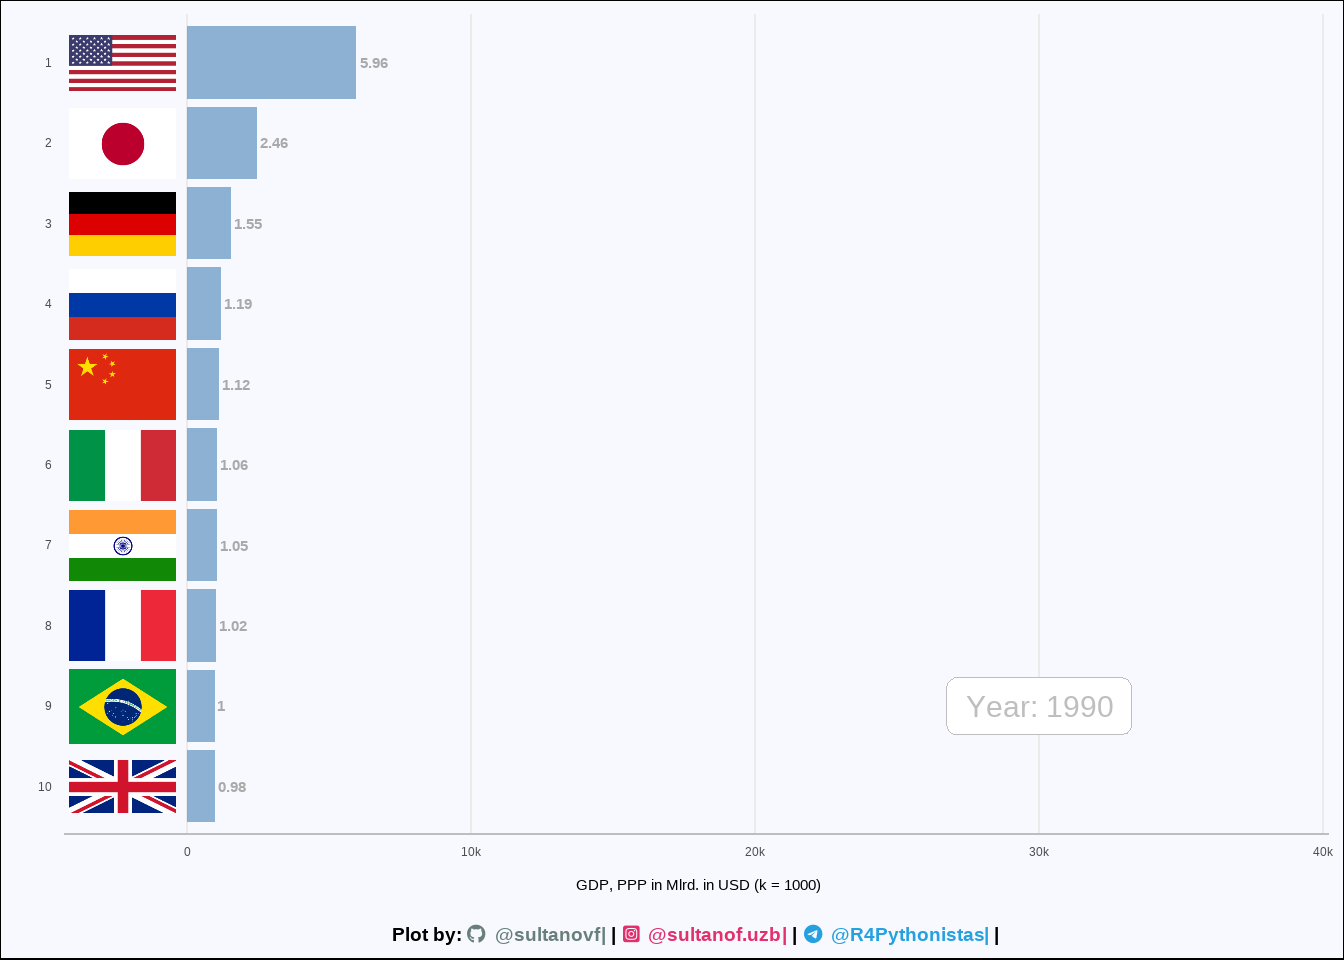 1 5.96
2 2.46
3 1.55
4 1.19
5 1.12
6 1.06
7 1.05
8 1.02
9 1
Year: 1990
10 0.98
0 10k 20k 30k 40k
GDP, PPP in Mlrd. in USD (k = 1000)
Plot by: @sultanovf| | @sultanof.uzb| | @R4Pythonistas| |